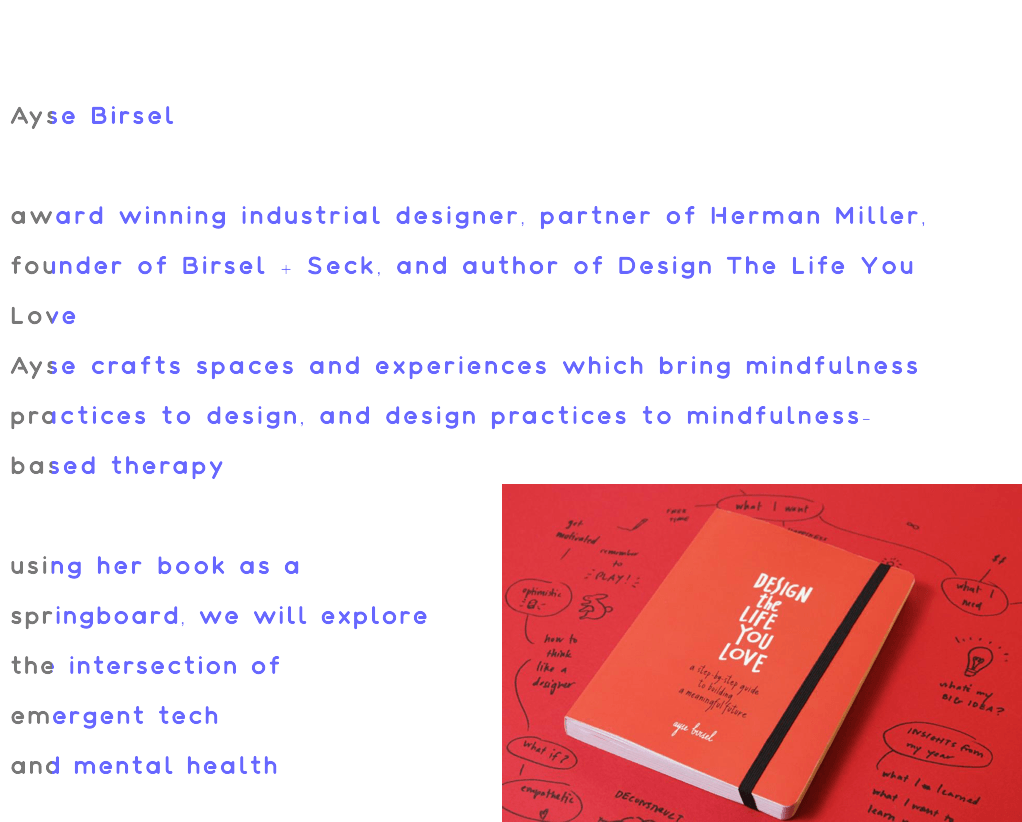 Ayse Birsel
award winning industrial designer, partner of Herman Miller,
founder of Birsel + Seck, and author of Design The Life You
Love
Ayse crafts spaces and experiences which bring mindfulness
practices to design, and design practices to mindfulness-
based therapy
using her book as a
springboard, we will explore
the intersection of
emergent tech
and mental health
what I want
FREE
TIME
get
motivated
remember
to
PLAY!
optimistic
how to
think
like a
designer
what if?
empathetic
DECONSTRUCT
DESIGN
the
LIFE
YOU
LOVE
a step-by-step guide
to building
a meaningful future
ayse birsel
$$
what I
need
what's my
BIG IDEA?
INSIGHTS from
my year
what I've learned
what I want to
learn